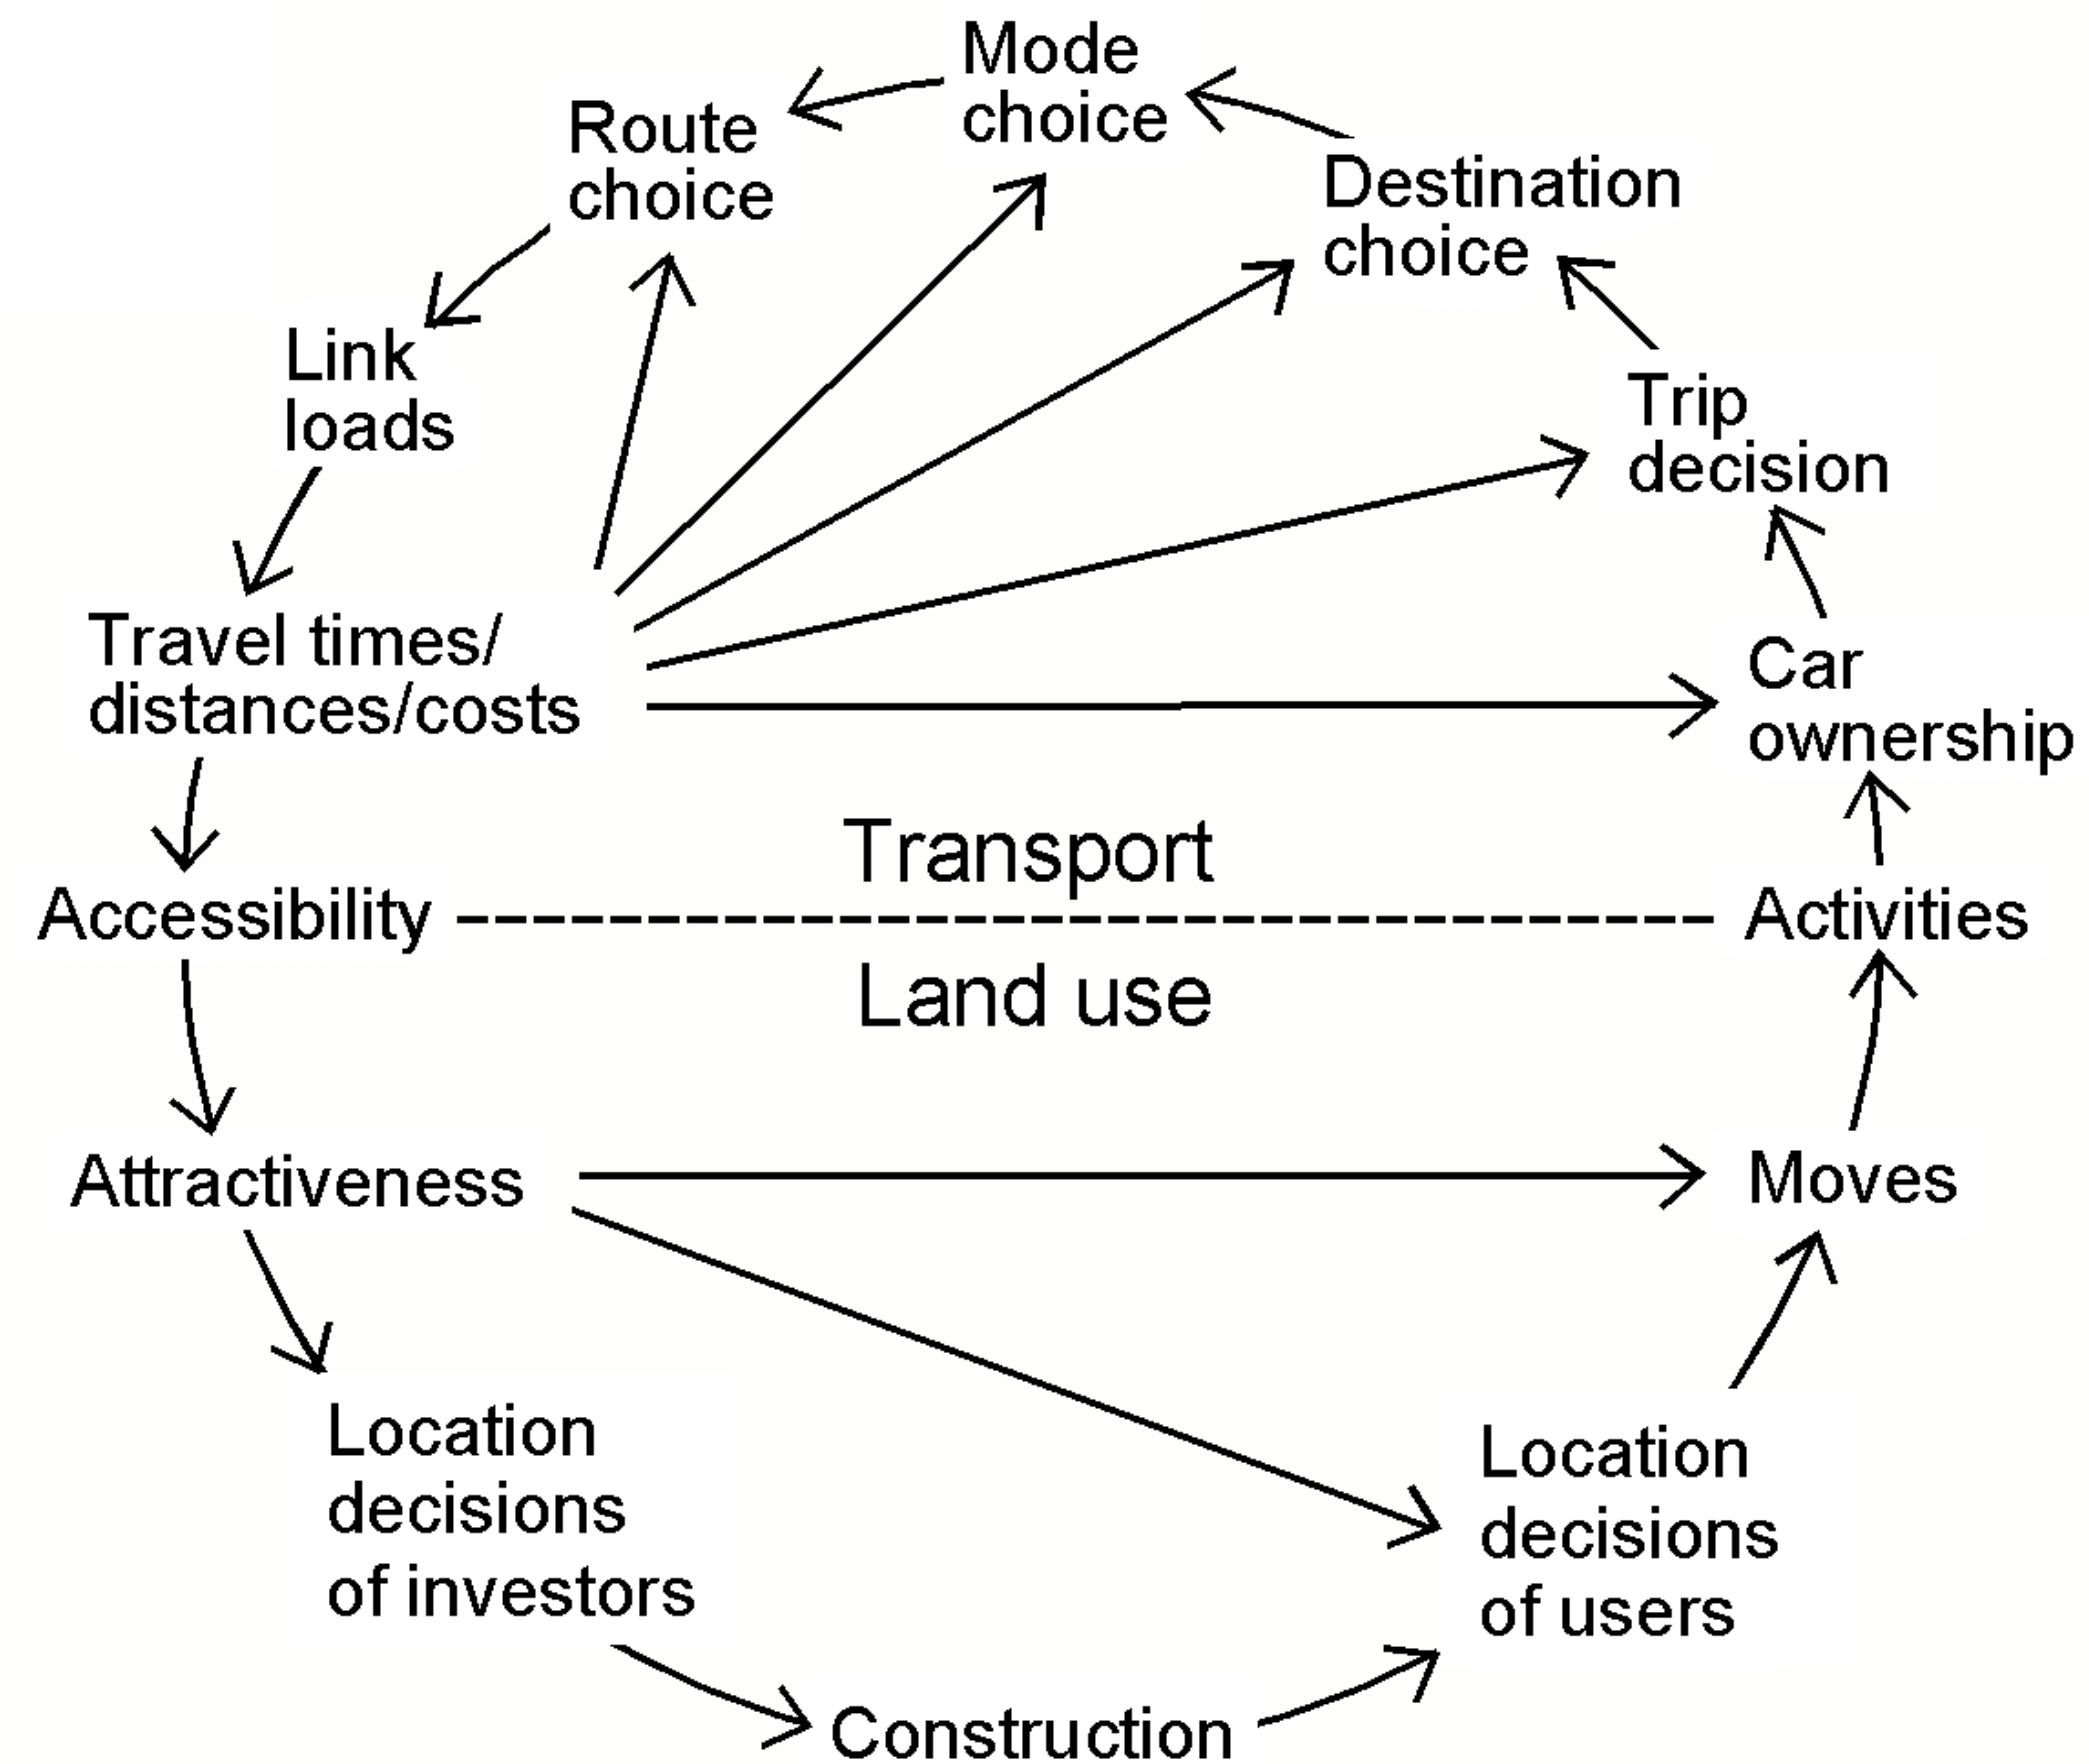 Mode
choice
Route
choice
Destination
choice
Link
loads
Trip
decision
Travel times/
distances/costs
Car
ownership
Transport
Accessibility
Activities
Land use
Attractiveness
Moves
Location
decisions
of investors
Location
decisions
of users
Construction